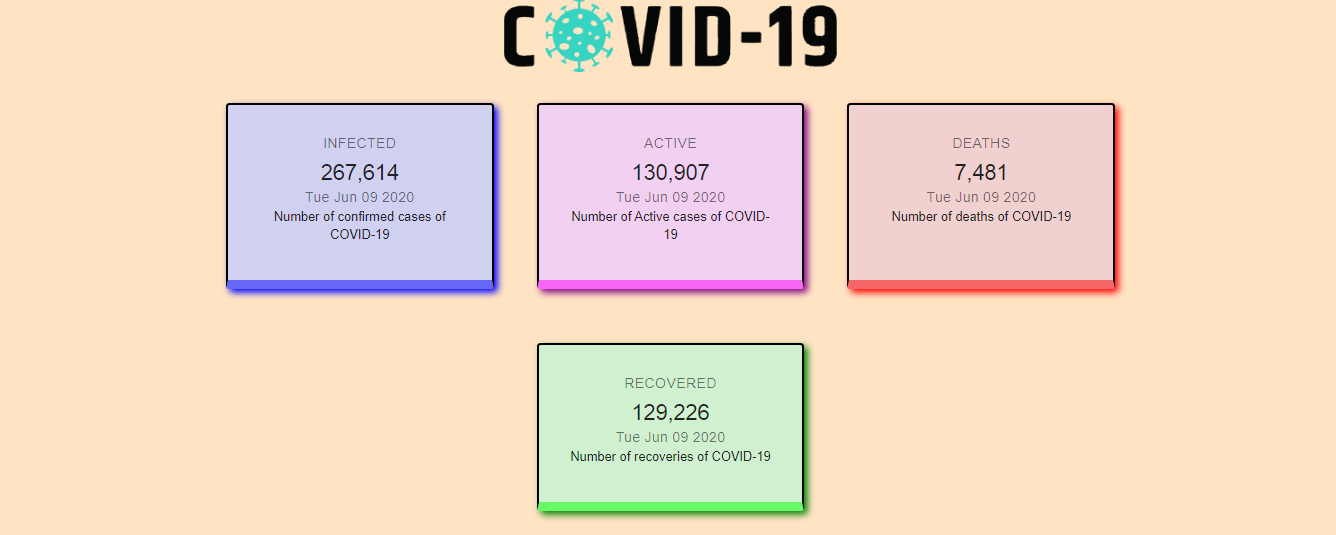 COVID-19
INFECTED
267,614
Tue Jun 09 2020
Number of confirmed cases of
COVID-19
ACTIVE
130,907
Tue Jun 09 2020
Number of Active cases of COVID-
19
DEATHS
7,481
Tue Jun 09 2020
Number of deaths of COVID-19
RECOVERED
129,226
Tue Jun 09 2020
Number of recoveries of COVID-19